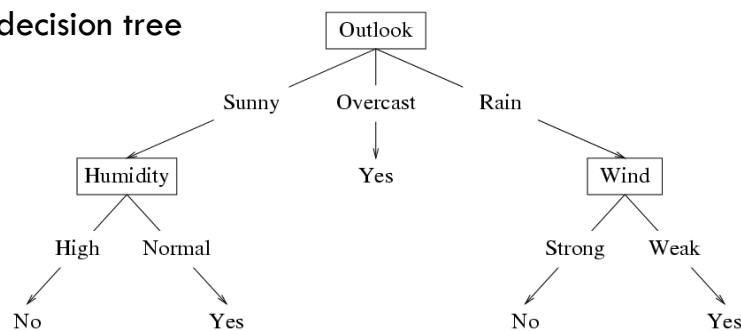 decision tree
Outlook
Sunny Overcast Rain
Humidity Yes Wind
High Normal Strong Weak
No Yes No Yes